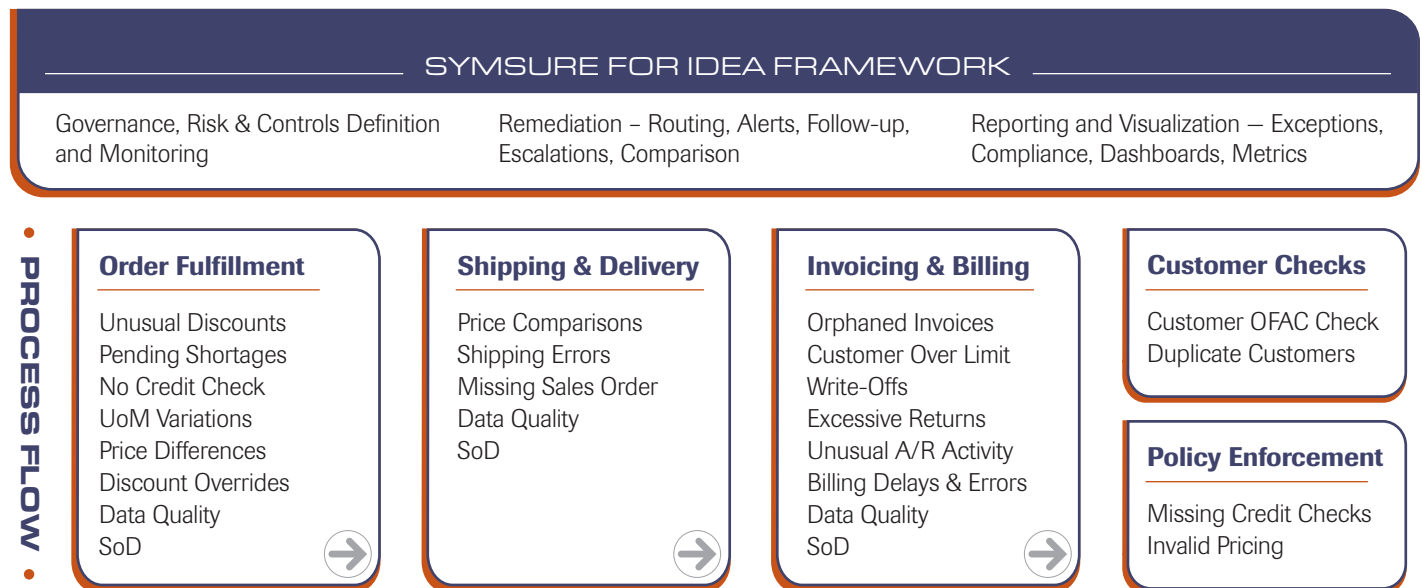 SYMSURE FOR IDEA FRAMEWORK
Governance, Risk & Controls Definition
and Monitoring
Remediation – Routing, Alerts, Follow-up,
Escalations, Comparison
Reporting and Visualization — Exceptions,
Compliance, Dashboards, Metrics
• PROCESS FLOW •
Order Fulfillment
Unusual Discounts
Pending Shortages
No Credit Check
UoM Variations
Price Differences
Discount Overrides
Data Quality
SoD
Shipping & Delivery
Price Comparisons
Shipping Errors
Missing Sales Order
Data Quality
SoD
Invoicing & Billing
Orphaned Invoices
Customer Over Limit
Write-Offs
Excessive Returns
Unusual A/R Activity
Billing Delays & Errors
Data Quality
SoD
Customer Checks
Customer OFAC Check
Duplicate Customers
Policy Enforcement
Missing Credit Checks
Invalid Pricing